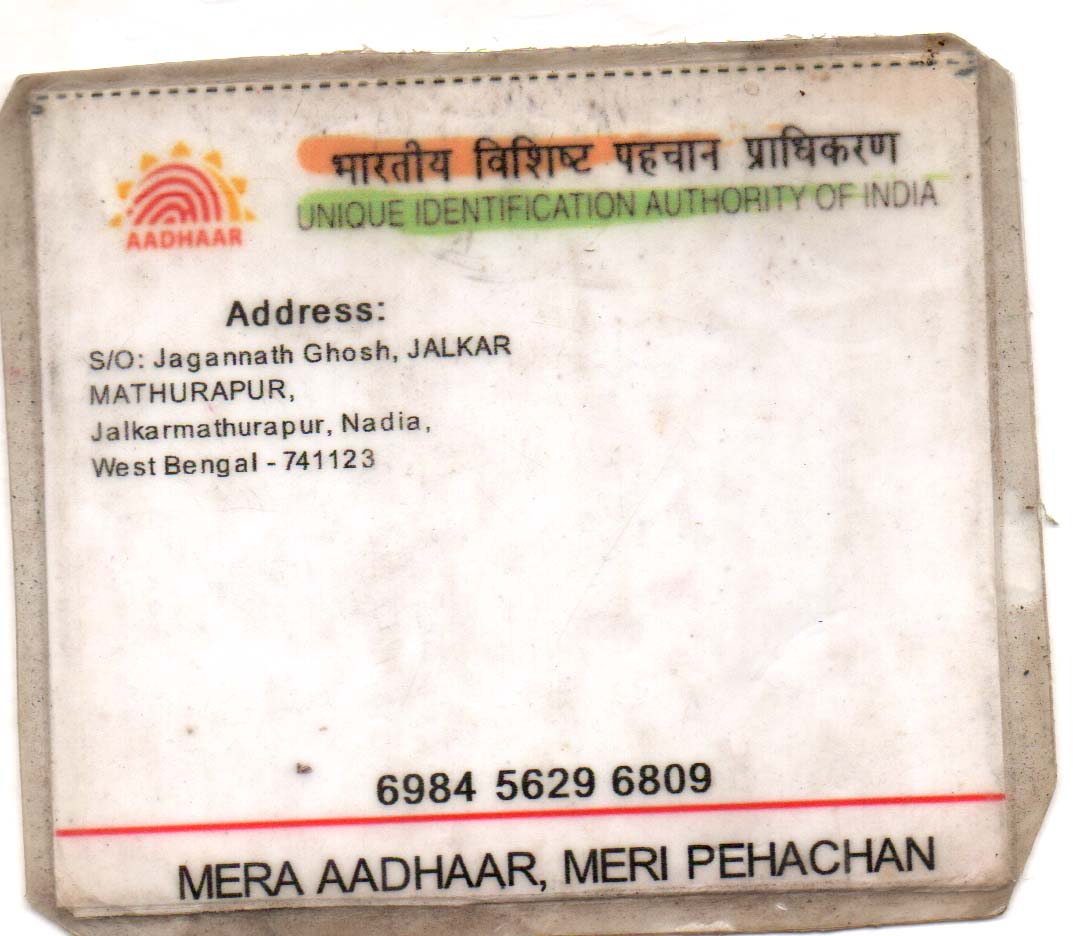 भारतीय विशिष्ट पहचान प्राधिकरण
UNIQUE IDENTIFICATION AUTHORITY OF INDIA
AADHAAR
Address:
S/O: Jagannath Ghosh, JALKAR
MATHURAPUR,
Jalkarmathurapur, Nadia,
West Bengal - 741123
6984 5629 6809
MERA AADHAAR, MERI PEHACHAN